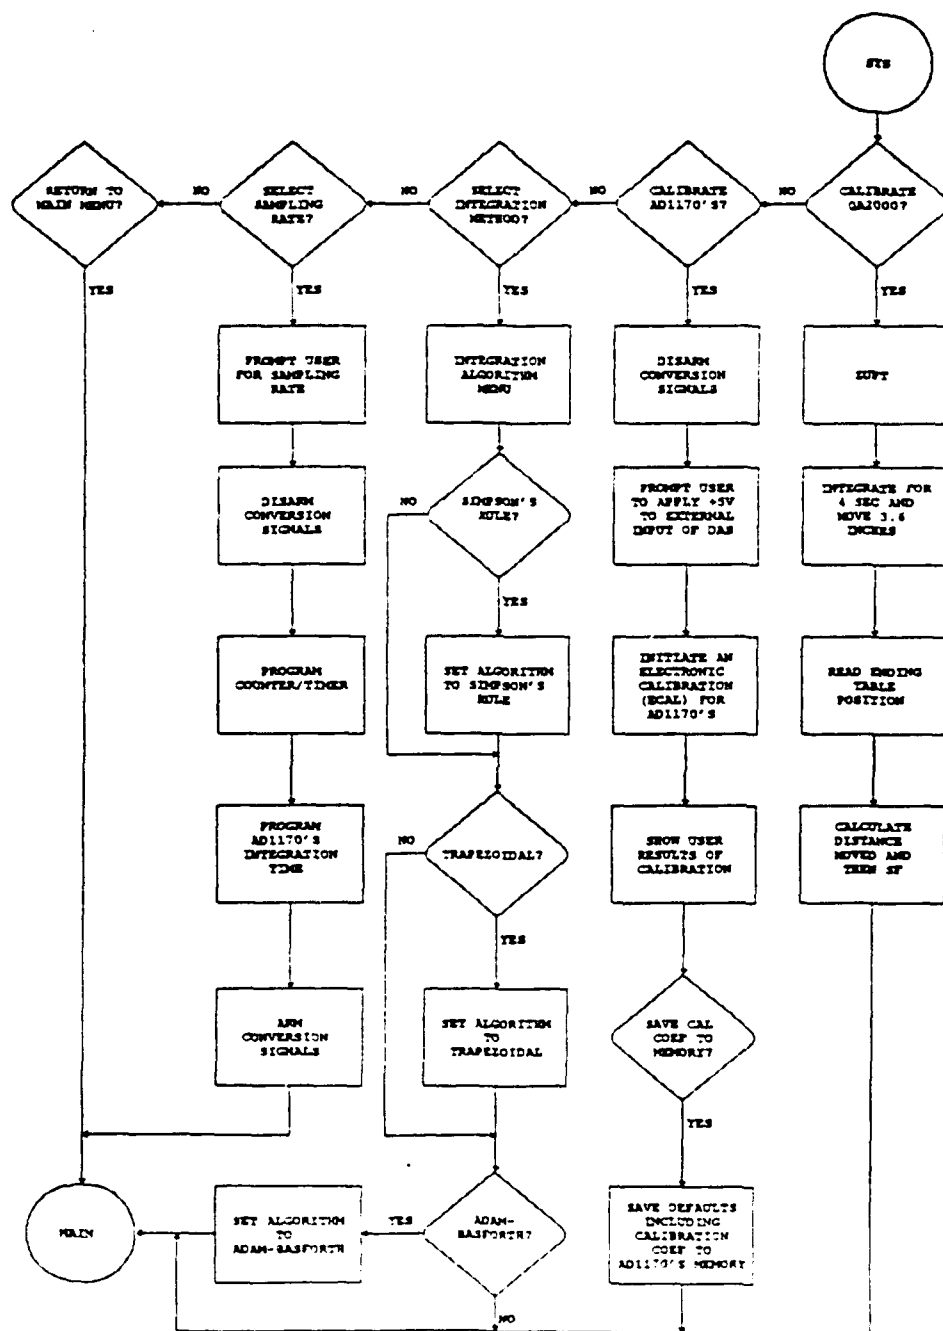 SYS
RETURN TO
MAIN MENU?
NO
SELECT
SAMPLING
RATE?
NO
SELECT
INTEGRATION
METHOD?
NO
CALIBRATE
AD1170'S?
NO
CALIBRATE
QA2000?
YES
YES
YES
YES
YES
PROMPT USER
FOR SAMPLING
RATE
INTEGRATION
ALGORITHM
MENU
DISARM
CONVERSION
SIGNALS
ZUPT
DISARM
CONVERSION
SIGNALS
NO
SIMPSON'S
RULE?
PROMPT USER
TO APPLY +5V
TO EXTERNAL
INPUT OF DAS
INTEGRATE FOR
4 SEC AND
MOVE 3.6
INCHES
YES
PROGRAM
COUNTER/TIMER
SET ALGORITHM
TO SIMPSON'S
RULE
INITIATE AN
ELECTRONIC
CALIBRATION
(ECAL) FOR
AD1170'S
READ ENDING
TABLE
POSITION
PROGRAM
AD1170'S
INTEGRATION
TIME
NO
TRAPEZOIDAL?
SHOW USER
RESULTS OF
CALIBRATION
CALCULATE
DISTANCE
MOVED AND
THEN SF
YES
ARM
CONVERSION
SIGNALS
SET ALGORITHM
TO
TRAPEZOIDAL
SAVE CAL
COEF TO
MEMORY?
YES
MAIN
SET ALGORITHM
TO
ADAM-BASFORTH
YES
ADAM-
BASFORTH?
SAVE DEFAULTS
INCLUDING
CALIBRATION
COEF TO
AD1170'S MEMORY
NO